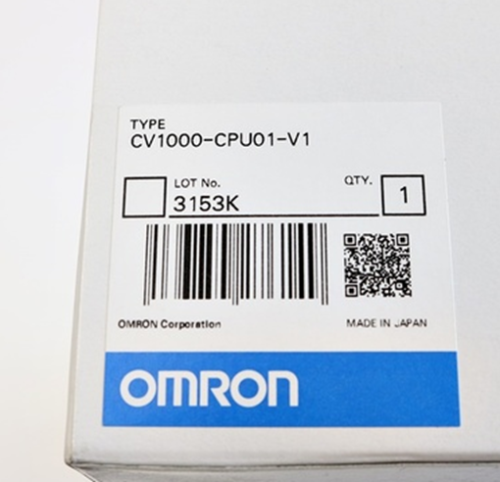 TYPE
CV1000-CPU01-V1
LOT No. QTY.
3153K 1
OMRON Corporation MADE IN JAPAN
OMRON